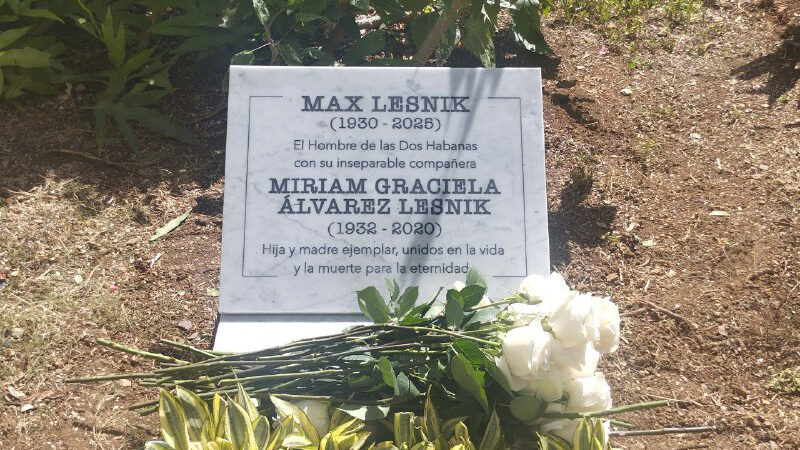 MAX LESNIK
(1930 - 2025)
El Hombre de las Dos Habanas
con su inseparable compañera
MIRIAM GRACIELA
ÁLVAREZ LESNIK
(1932 - 2020)
Hija y madre ejemplar, unidos en la vida
y la muerte para la eternidad